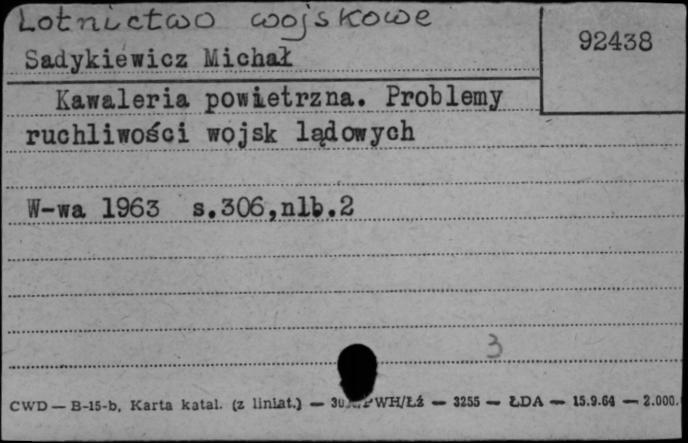 Lotnictwo wojskowe
92438
Sadykiewicz Michał
Kawaleria powietrzna. Problemy
ruchliwości wojsk lądowych
W-wa 1963 s.306,nlb.2
3
CWD — B-15-b, Karta katal. (z liniat.) — WH/Łź — 3255 — ŁDA — 15.9.64 — 2.000.